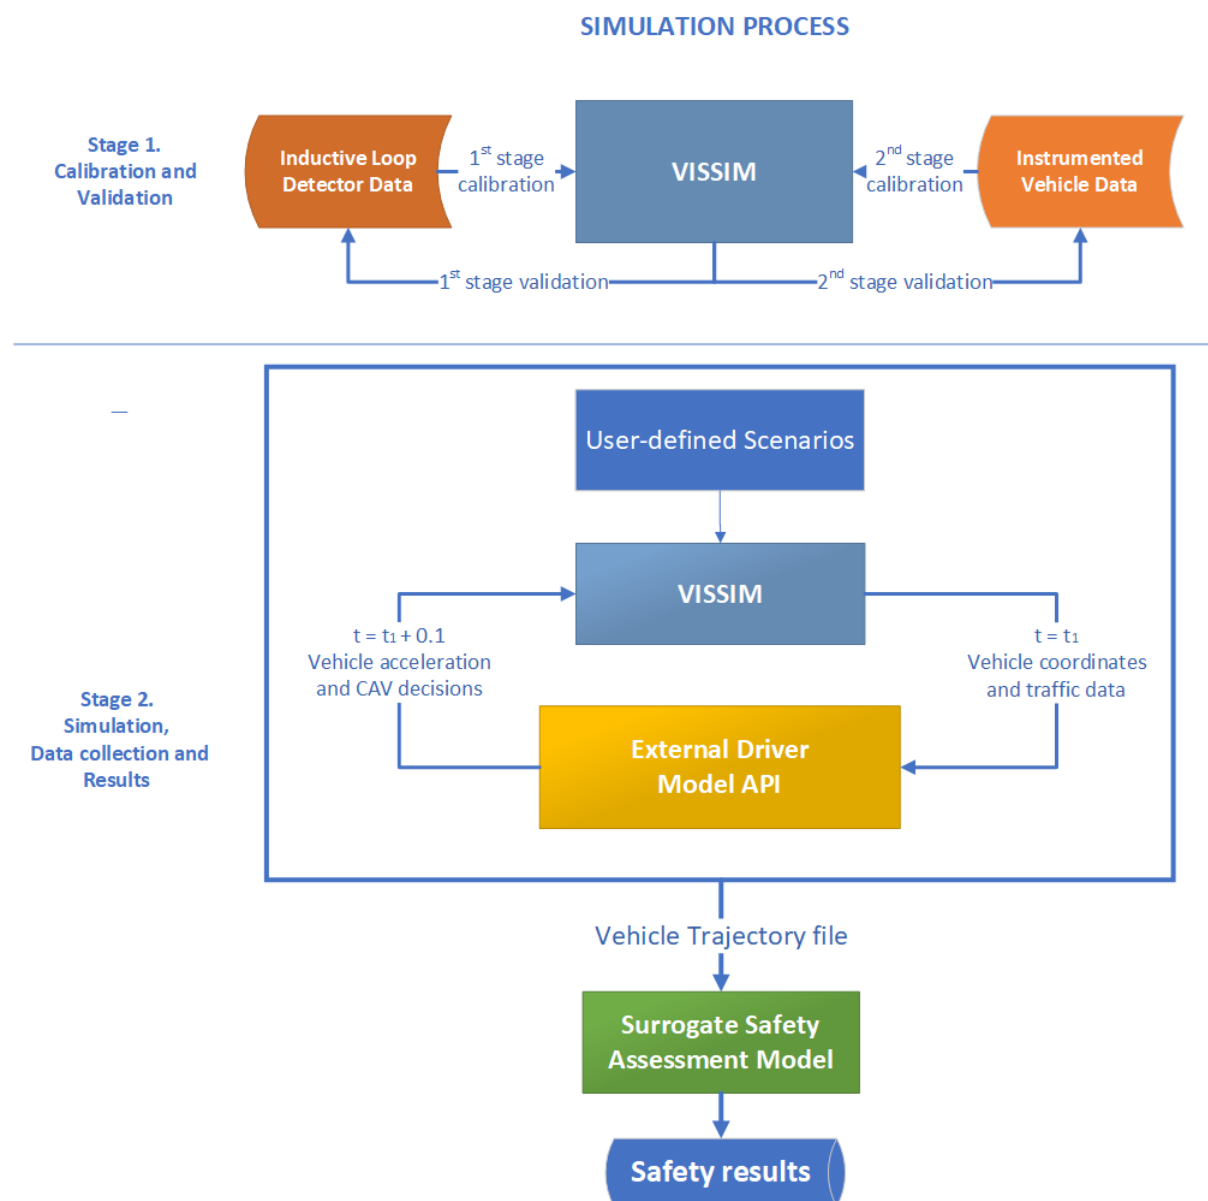 SIMULATION PROCESS
Stage 1.
Calibration and
Validation
Inductive Loop
Detector Data
1st stage
calibration
VISSIM
2nd stage
calibration
Instrumented
Vehicle Data
1st stage validation
2nd stage validation
User-defined Scenarios
VISSIM
t = t1 + 0.1
Vehicle acceleration
and CAV decisions
t = t1
Vehicle coordinates
and traffic data
Stage 2.
Simulation,
Data collection and
Results
External Driver
Model API
Vehicle Trajectory file
Surrogate Safety
Assessment Model
Safety results